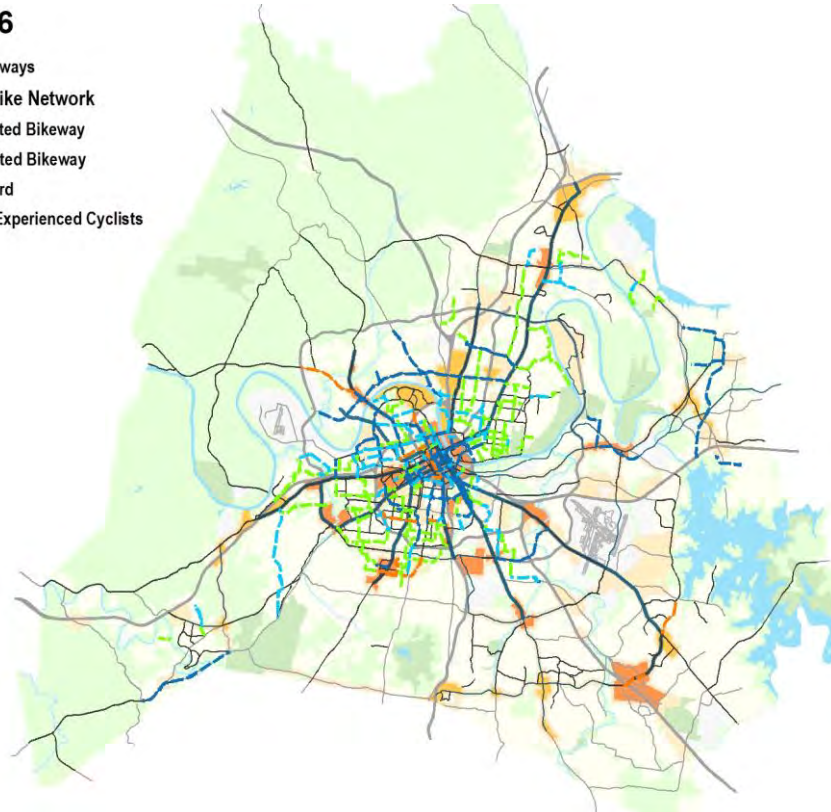 6
ways
ike Network
ted Bikeway
ted Bikeway
rd
Experienced Cyclists